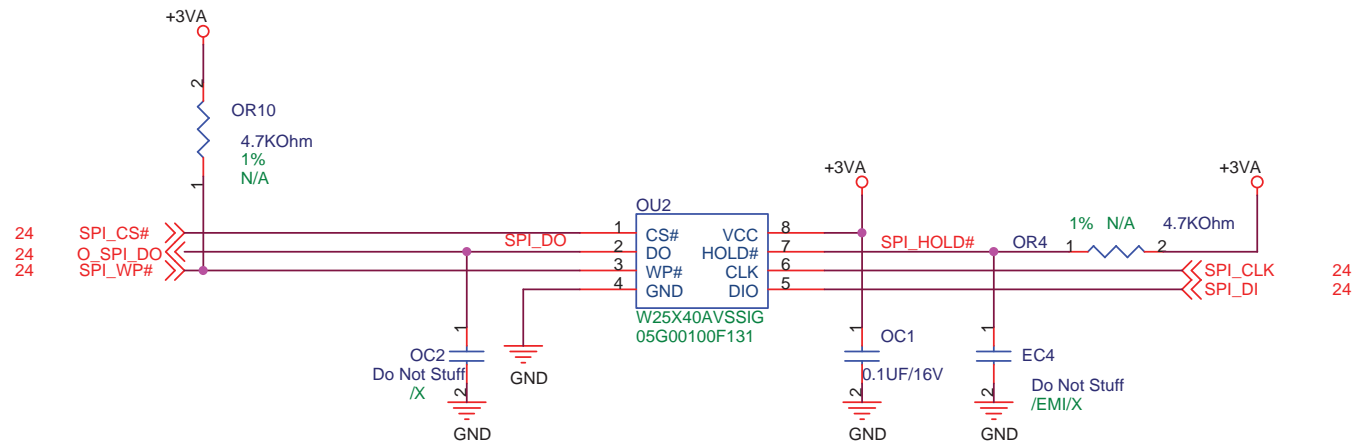 +3VA
2
OR10
4.7KOhm
1%
N/A
1
+3VA
+3VA
OU2
1% N/A 4.7KOhm
24 SPI_CS# 1 CS# VCC 8
24 O_SPI_DO SPI_DO 2 DO HOLD# 7 SPI_HOLD# OR4 1 2
24 SPI_WP# 3 WP# CLK 6 SPI_CLK 24
4 GND DIO 5 SPI_DI 24
W25X40AVSSIG
05G00100F131
1 1 1
OC2 OC1 EC4
GND
Do Not Stuff 0.1UF/16V Do Not Stuff
/X /EMI/X
2 2 2
GND GND GND